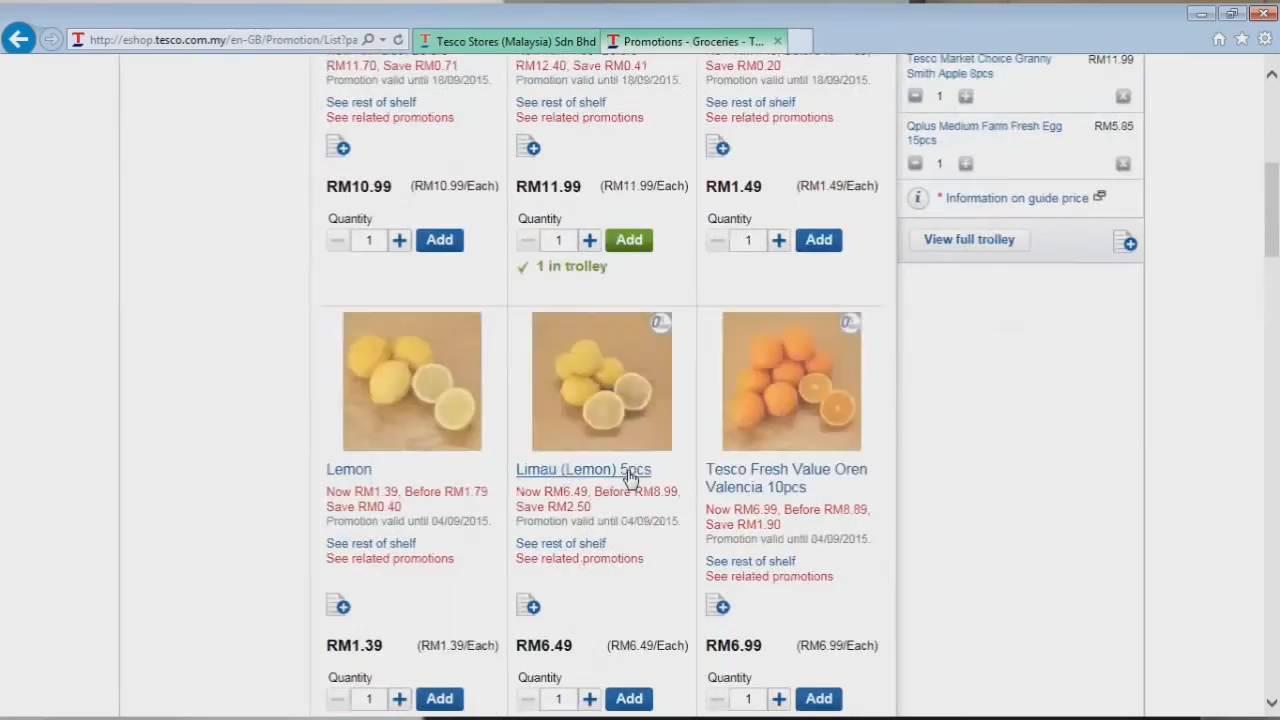 http://eshop.tesco.com.my/en-GB/Promotion/List?pa
Tesco Stores (Malaysia) Sdn Bhd
Promotions - Groceries - T...
RM11.70, Save RM0.71
Promotion valid until 18/09/2015.
See rest of shelf
See related promotions
RM10.99 (RM10.99/Each)
Quantity
1 Add
RM12.40, Save RM0.41
Promotion valid until 18/09/2015.
See rest of shelf
See related promotions
RM11.99 (RM11.99/Each)
Quantity
1 Add
1 in trolley
Save RM0.20
Promotion valid until 18/09/2015.
See rest of shelf
See related promotions
RM1.49 (RM1.49/Each)
Quantity
1 Add
Lemon
Now RM1.39, Before RM1.79
Save RM0.40
Promotion valid until 04/09/2015.
See rest of shelf
See related promotions
RM1.39 (RM1.39/Each)
Quantity
1 Add
Limau (Lemon) 5pcs
Now RM6.49, Before RM8.99,
Save RM2.50
Promotion valid until 04/09/2015.
See rest of shelf
See related promotions
RM6.49 (RM6.49/Each)
Quantity
1 Add
Tesco Fresh Value Oren
Valencia 10pcs
Now RM6.99, Before RM8.89,
Save RM1.90
Promotion valid until 04/09/2015.
See rest of shelf
See related promotions
RM6.99 (RM6.99/Each)
Quantity
1 Add
Tesco Market Choice Granny RM11.99
Smith Apple 8pcs
1
Qplus Medium Farm Fresh Egg RM5.85
15pcs
1
* Information on guide price
View full trolley